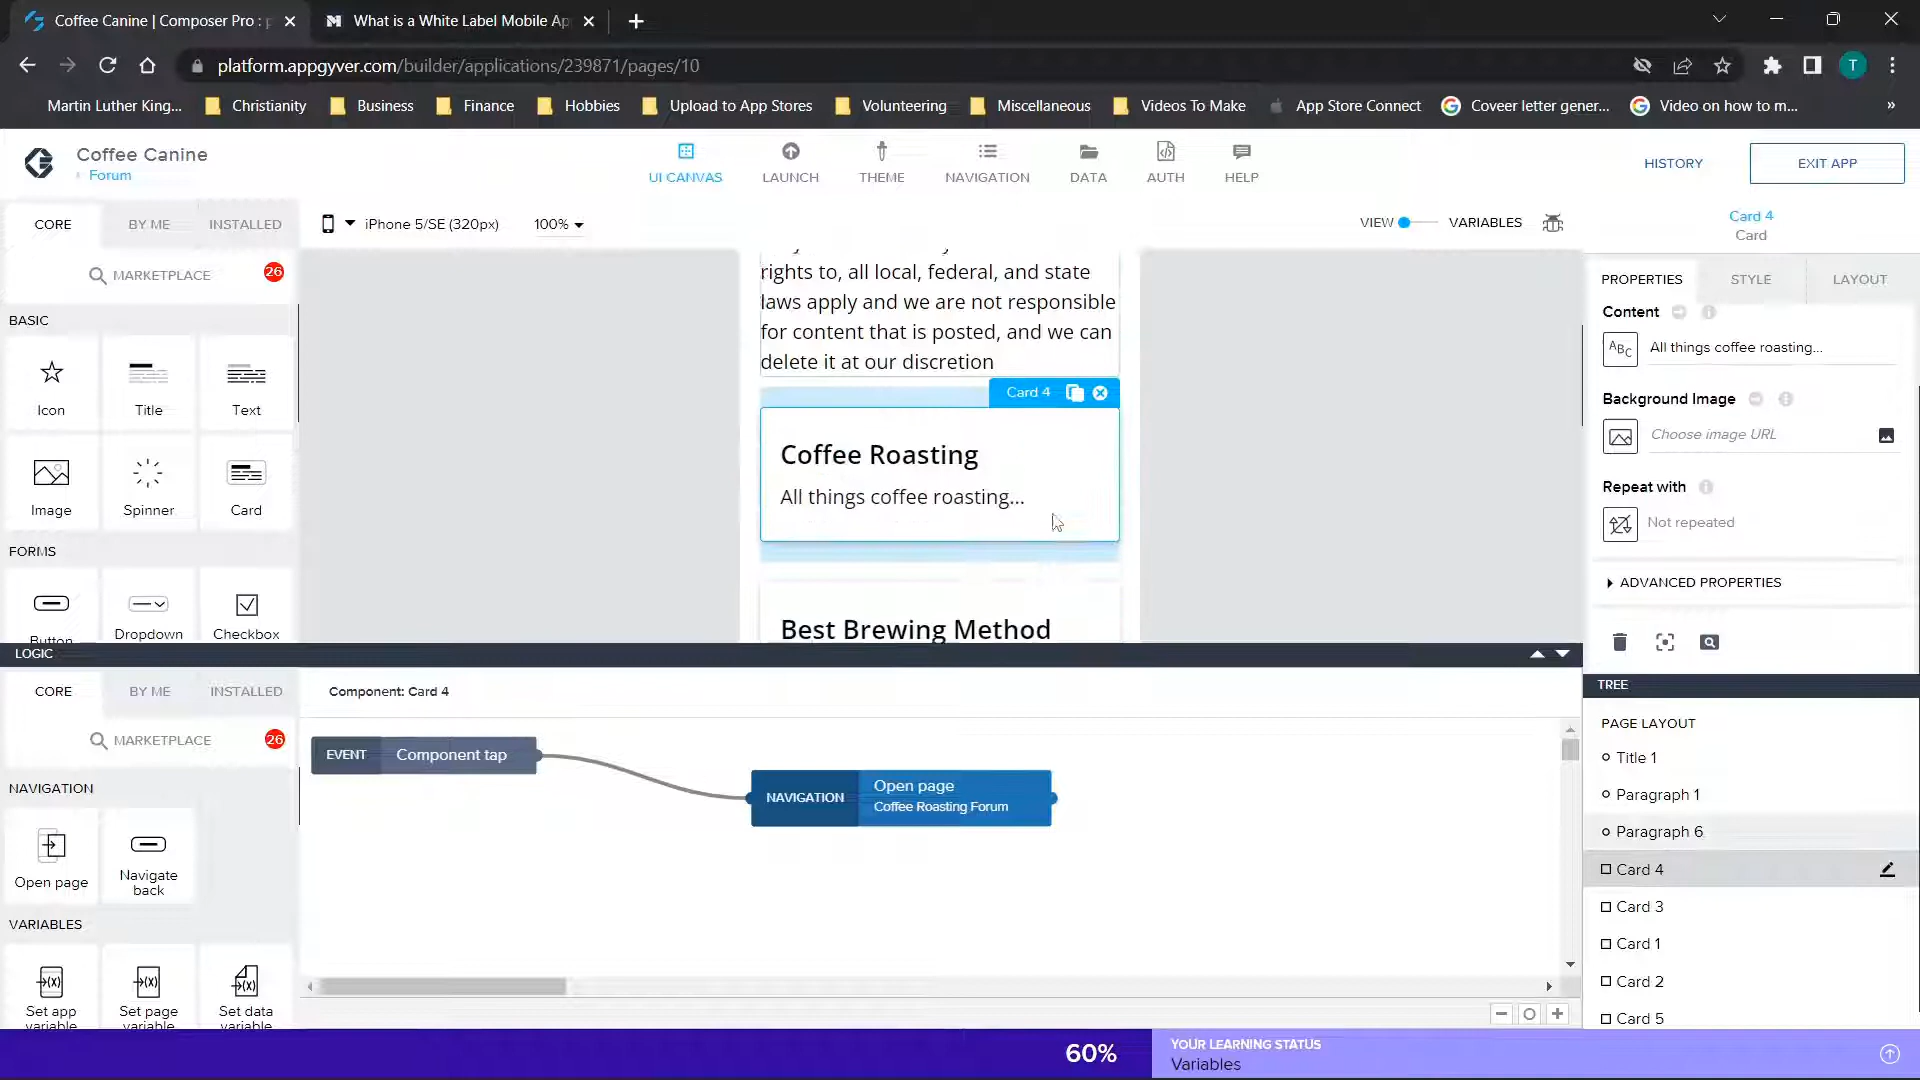 Coffee Canine | Composer Pro : p
What is a White Label Mobile Ap
platform.appgyver.com/builder/applications/239871/pages/10
T
Martin Luther King...
Christianity
Business
Finance
Hobbies
Upload to App Stores
Volunteering
Miscellaneous
Videos To Make
App Store Connect
Coveer letter gener...
Video on how to m...
»
Coffee Canine
Forum
UI CANVAS
LAUNCH
THEME
NAVIGATION
DATA
AUTH
HELP
HISTORY
EXIT APP
CORE
BY ME
INSTALLED
iPhone 5/SE (320px)
100%
VIEW
VARIABLES
Card 4
Card
MARKETPLACE
26
PROPERTIES
STYLE
LAYOUT
BASIC
Icon
Title
Text
Image
Spinner
Card
FORMS
Button
Dropdown
Checkbox
rights to, all local, federal, and state
laws apply and we are not responsible
for content that is posted, and we can
delete it at our discretion
Card 4
Coffee Roasting
All things coffee roasting...
Best Brewing Method
Content
ABC
All things coffee roasting...
Background Image
Choose image URL
Repeat with
Not repeated
ADVANCED PROPERTIES
LOGIC
CORE
BY ME
INSTALLED
Component: Card 4
MARKETPLACE
26
NAVIGATION
Open page
Navigate
back
VARIABLES
Set app
variable
Set page
variable
Set data
variable
EVENT
Component tap
NAVIGATION
Open page
Coffee Roasting Forum
TREE
PAGE LAYOUT
Title 1
Paragraph 1
Paragraph 6
Card 4
Card 3
Card 1
Card 2
Card 5
60%
YOUR LEARNING STATUS
Variables